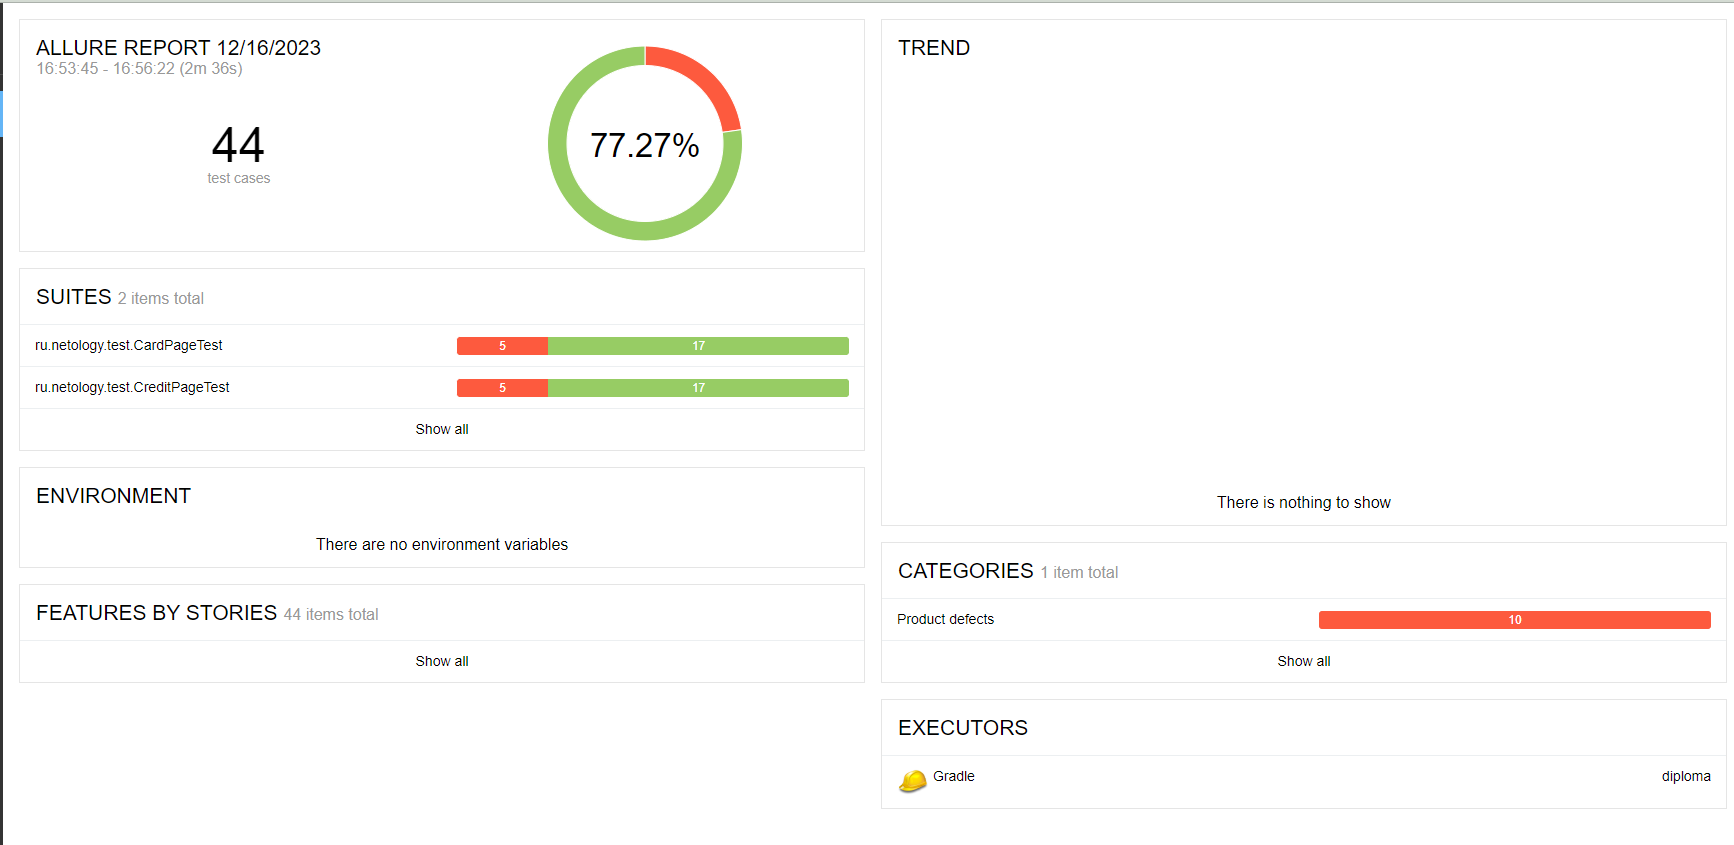 ALLURE REPORT 12/16/2023
16:53:45 - 16:56:22 (2m 36s)
44
test cases
77.27%
SUITES 2 items total
ru.netology.test.CardPageTest 5 17
ru.netology.test.CreditPageTest 5 17
Show all
ENVIRONMENT
There are no environment variables
FEATURES BY STORIES 44 items total
Show all
TREND
There is nothing to show
CATEGORIES 1 item total
Product defects 10
Show all
EXECUTORS
Gradle diploma